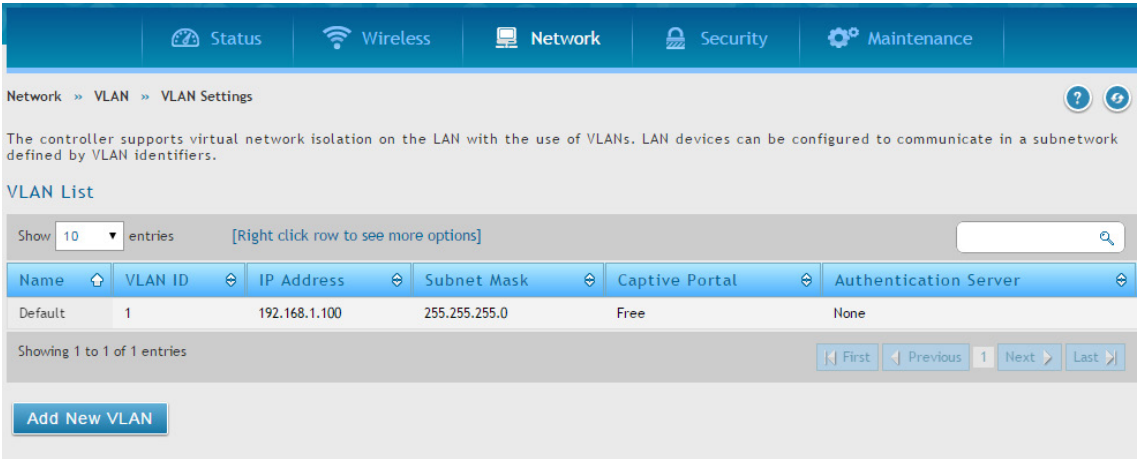 Status Wireless Network Security Maintenance
Network » VLAN » VLAN Settings
?
The controller supports virtual network isolation on the LAN with the use of VLANs. LAN devices can be configured to communicate in a subnetwork
defined by VLAN identifiers.
VLAN List
Show 10 entries [Right click row to see more options]
Name VLAN ID IP Address Subnet Mask Captive Portal Authentication Server
Default 1 192.168.1.100 255.255.255.0 Free None
Showing 1 to 1 of 1 entries First Previous 1 Next Last
Add New VLAN